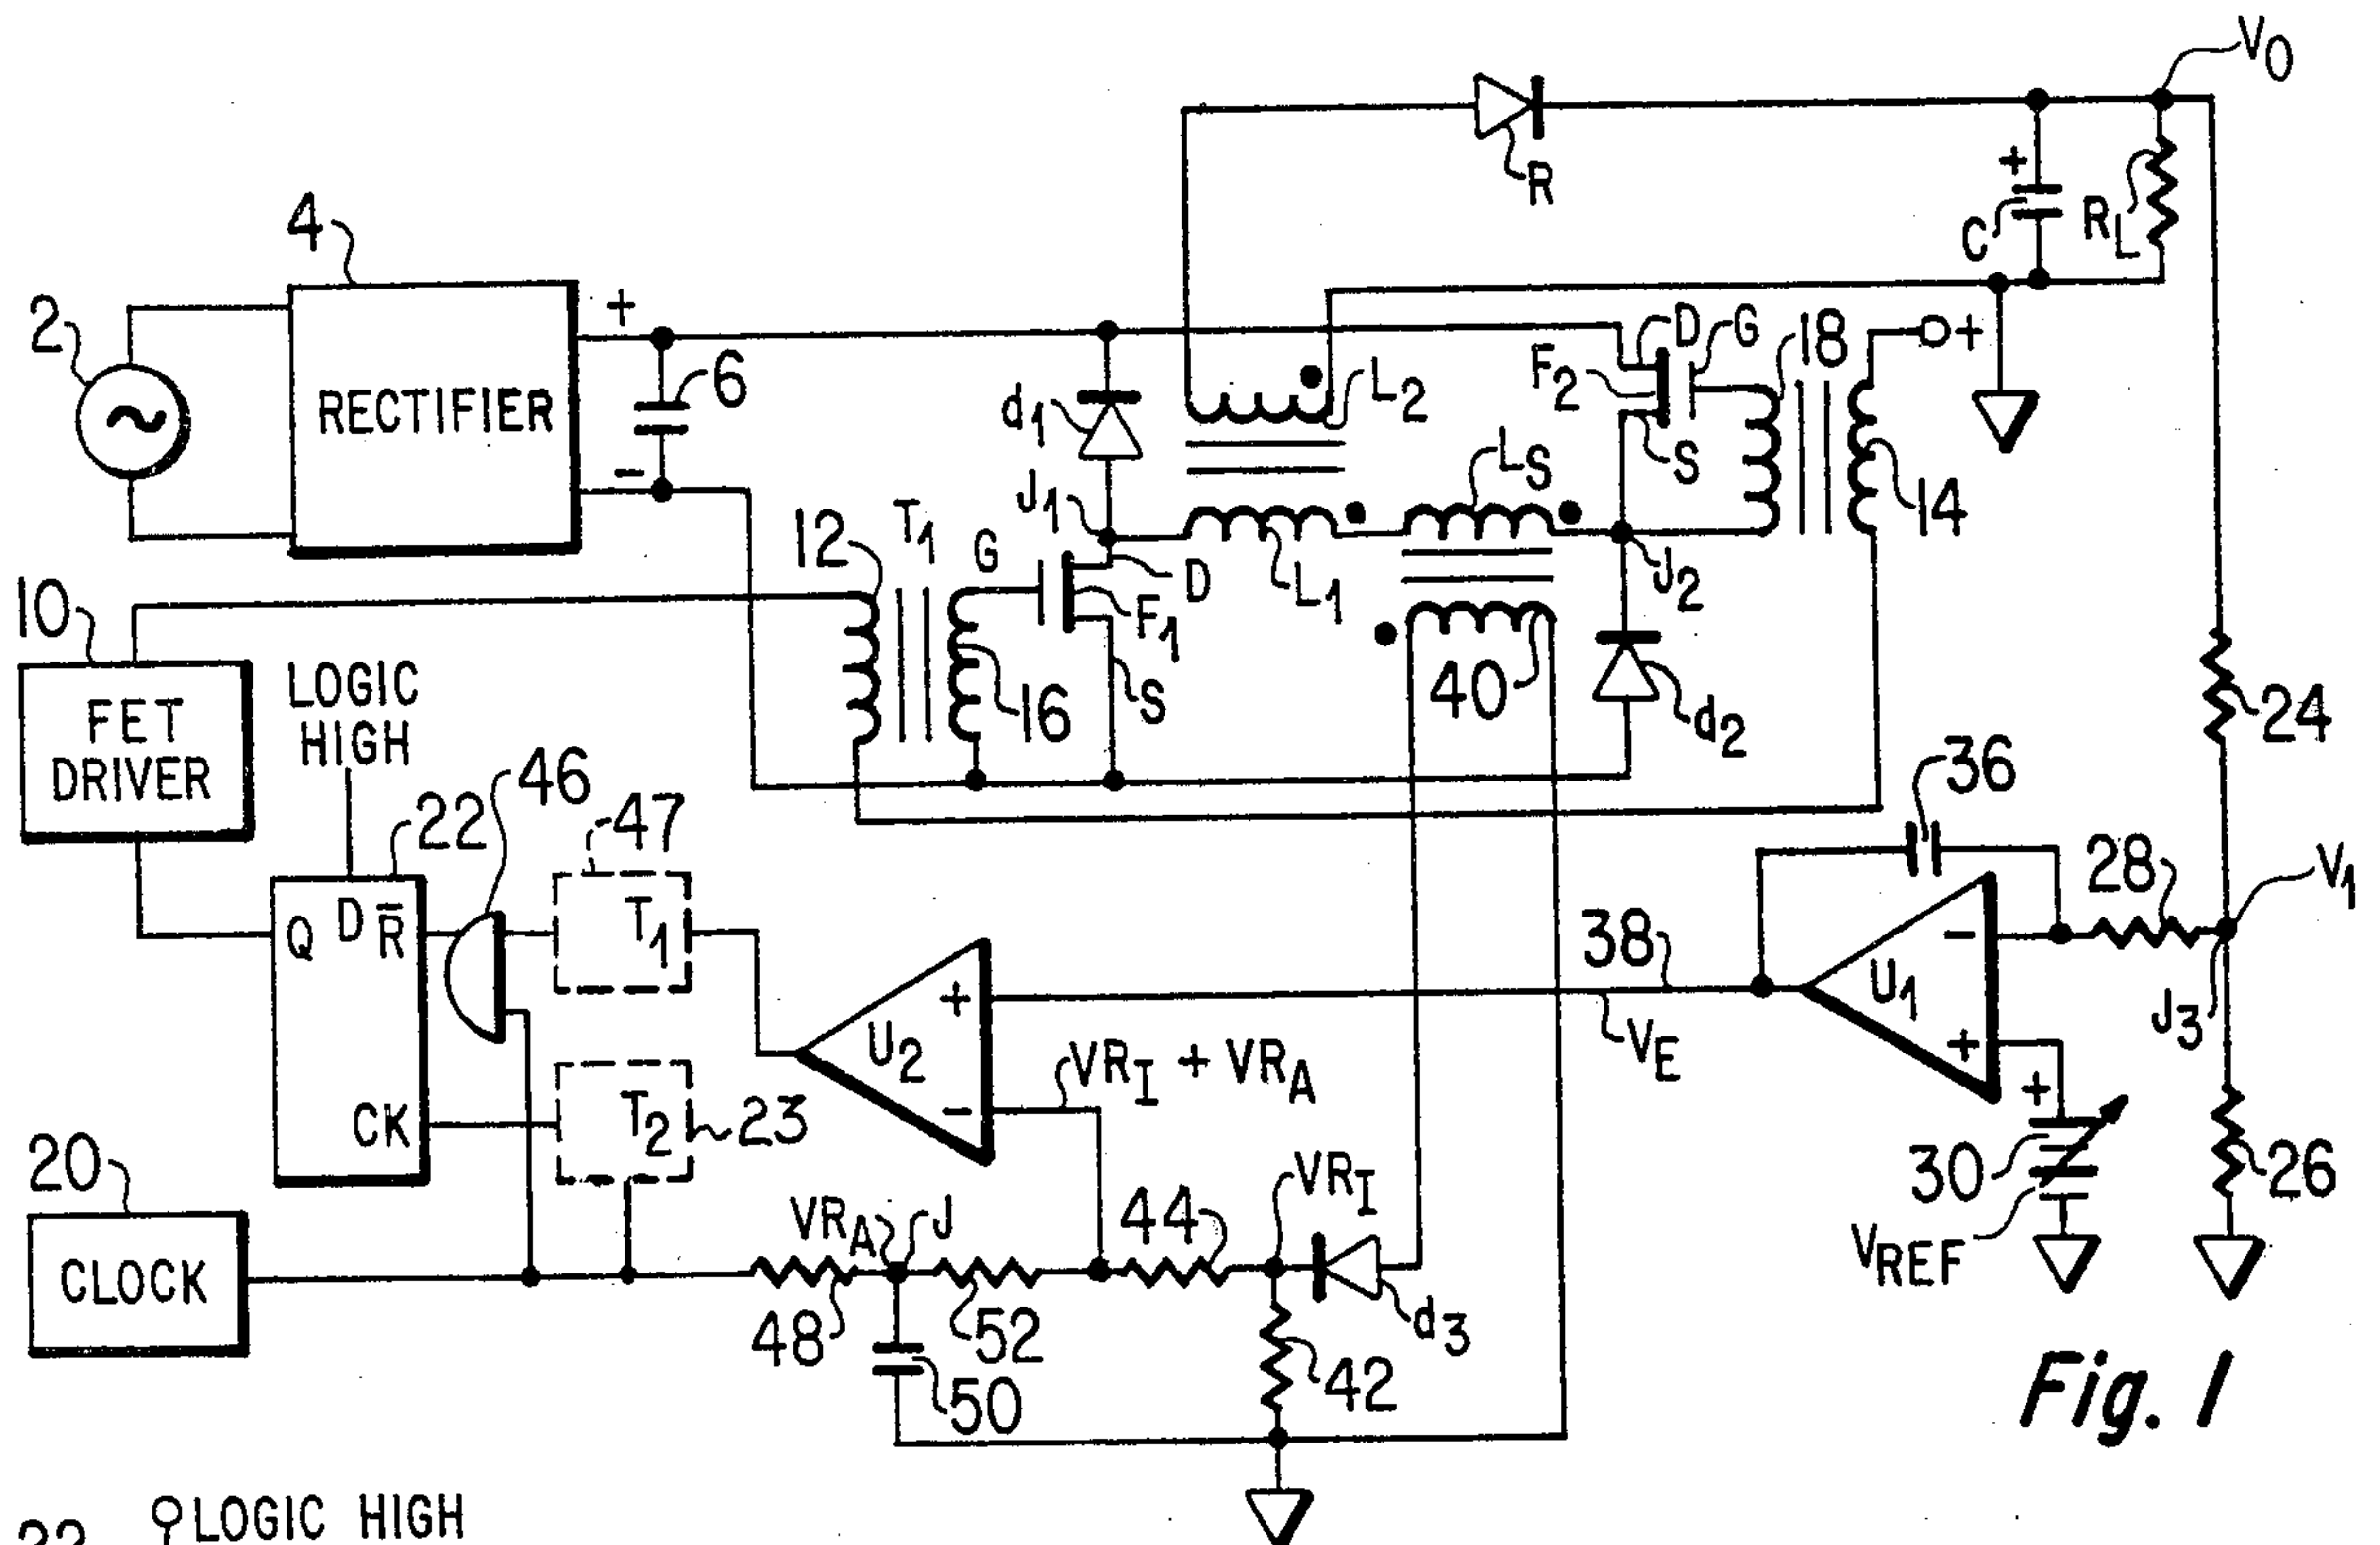 V0
R
+
C
RL
4
2
RECTIFIER
+
-
6
d1
J1
L2
LS
L1
F2
D
G
S
18
+
14
J2
12
T1
G
D
F1
S
16
40
d2
24
10
FET
DRIVER
LOGIC
HIGH
46
22
47
T1
Q
D
R̅
CK
T2
23
U2
+
-
VRI + VRA
38
VE
36
28
V1
U1
-
+
J3
+
30
VREF
26
20
CLOCK
VRA
J
44
VRI
48
52
50
42
d3
Fig. 1
LOGIC HIGH